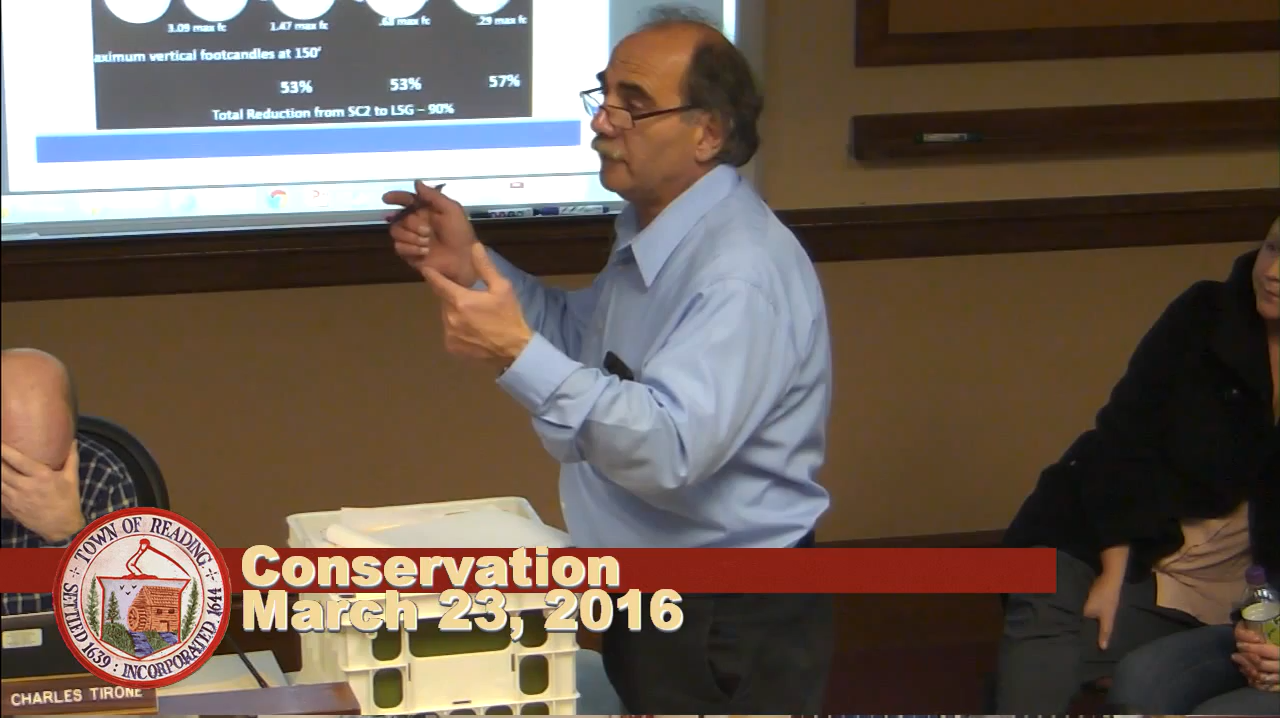 3.09 max fc 1.47 max fc .68 max fc .29 max fc
aximum vertical footcandles at 150'
53% 53% 57%
Total Reduction from SC2 to LSG – 90%
Conservation
March 23, 2016
TOWN OF READING
SETTLED 1639 : INCORPORATED 1644
CHARLES TIRONE